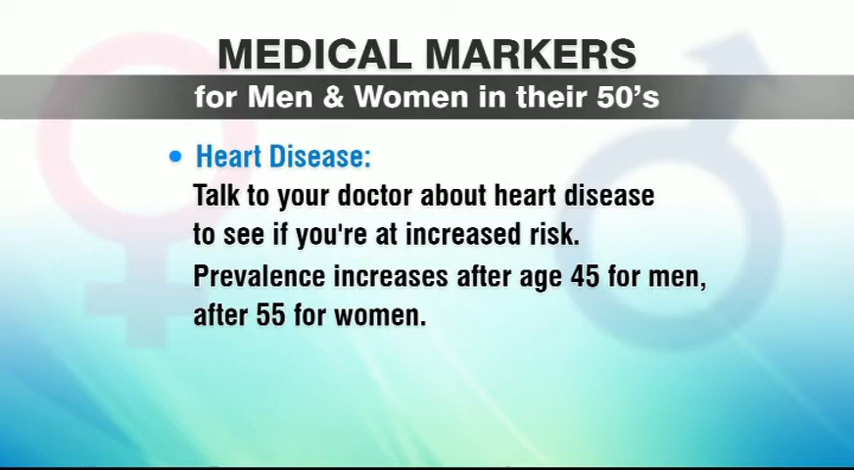 MEDICAL MARKERS
for Men & Women in their 50's
• Heart Disease:
Talk to your doctor about heart disease
to see if you're at increased risk.
Prevalence increases after age 45 for men,
after 55 for women.